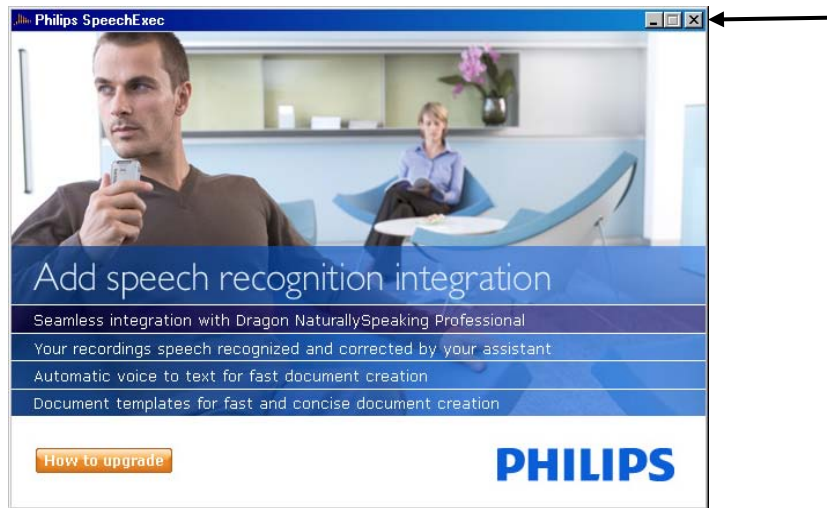 Philips SpeechExec
Add speech recognition integration
Seamless integration with Dragon NaturallySpeaking Professional
Your recordings speech recognized and corrected by your assistant
Automatic voice to text for fast document creation
Document templates for fast and concise document creation
How to upgrade
PHILIPS